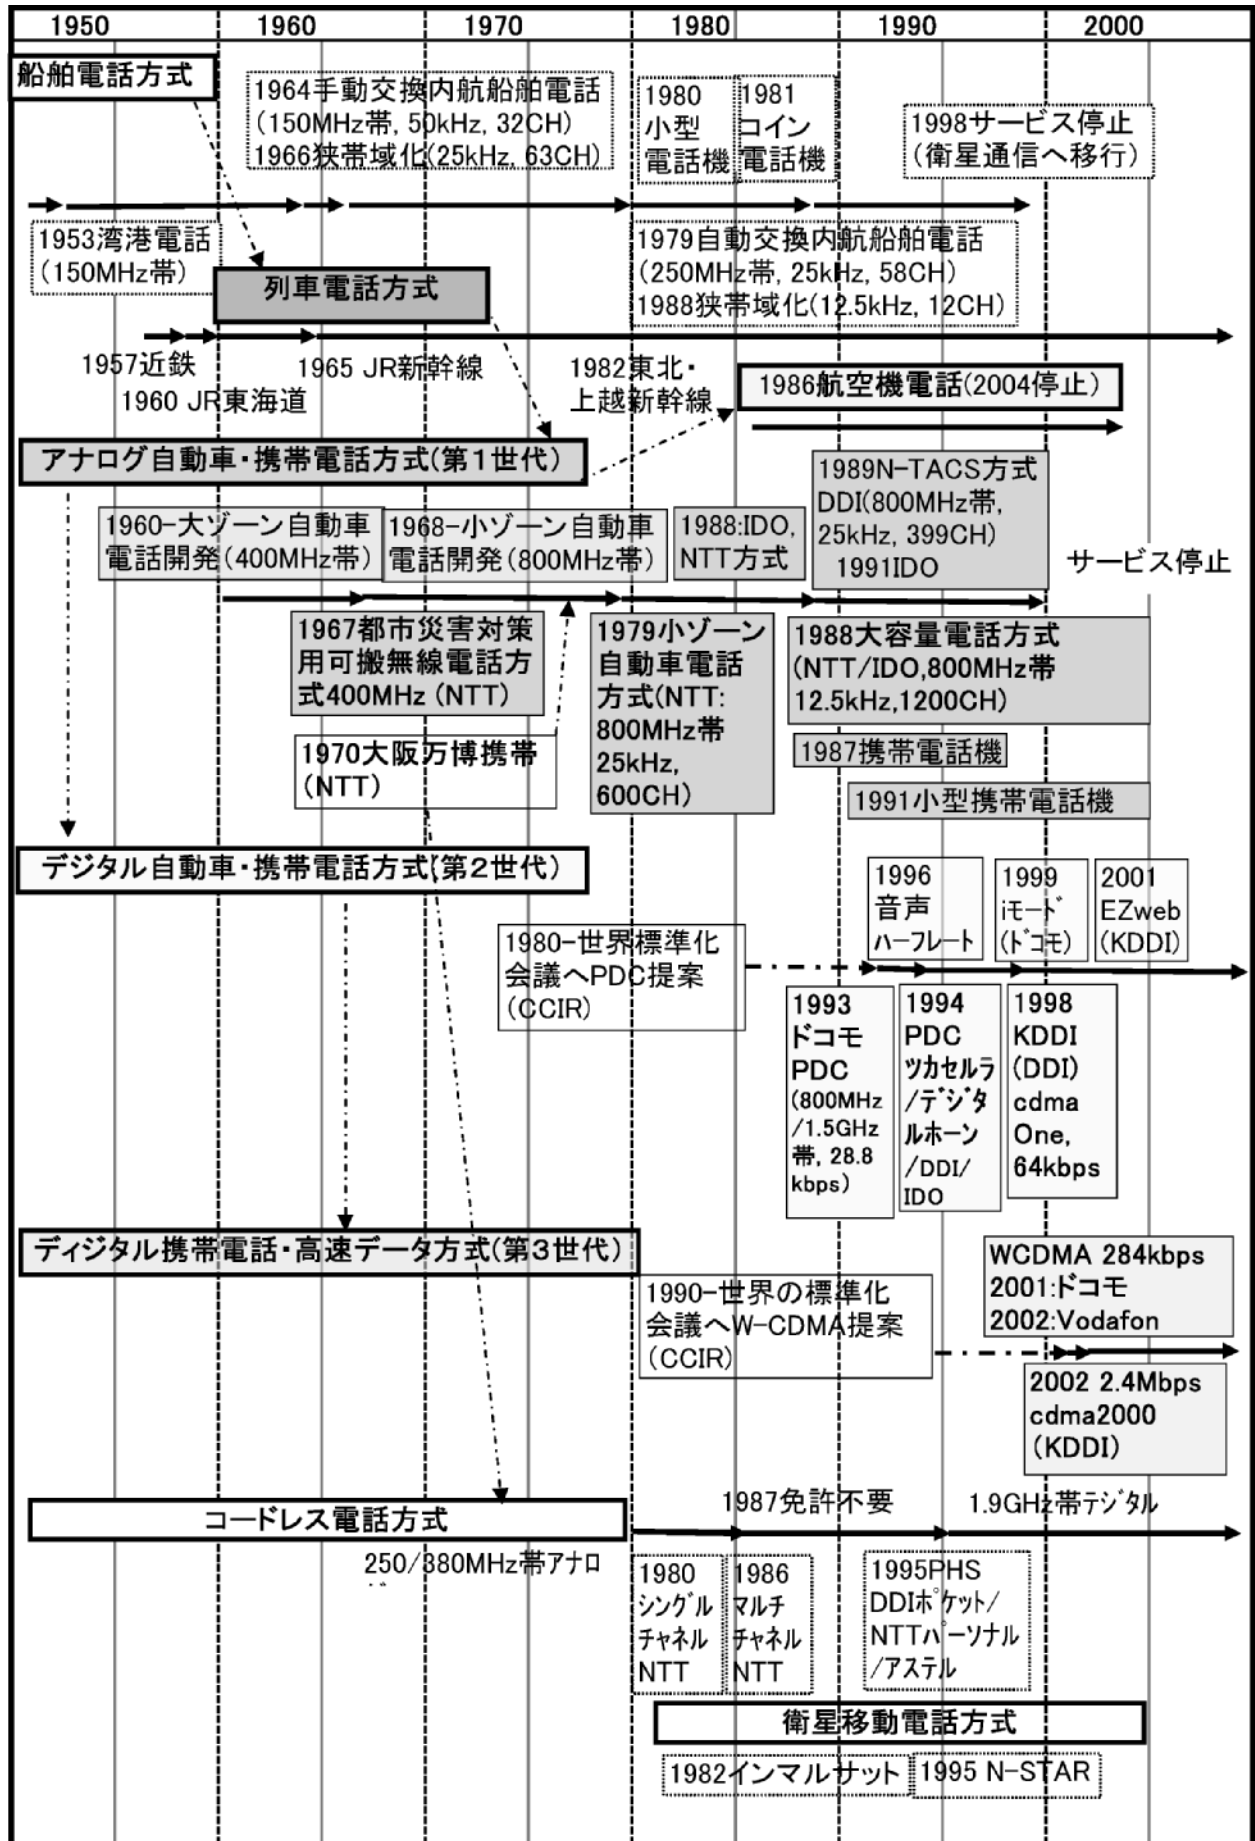 1950 1960 1970 1980 1990 2000
船舶電話方式
1964手動交換内航船舶電話
(150MHz帯, 50kHz, 32CH)
1966狭帯域化(25kHz, 63CH)
1980
小型
電話機
1981
コイン
電話機
1998サービス停止
(衛星通信へ移行)
1953湾港電話
(150MHz帯)
1979自動交換内航船舶電話
(250MHz帯, 25kHz, 58CH)
1988狭帯域化(12.5kHz, 12CH)
列車電話方式
1957近鉄
1960 JR東海道
1965 JR新幹線
1982東北・
上越新幹線
1986航空機電話(2004停止)
アナログ自動車・携帯電話方式(第1世代)
1960-大ゾーン自動車
電話開発(400MHz帯)
1968-小ゾーン自動車
電話開発(800MHz帯)
1988:IDO,
NTT方式
1989N-TACS方式
DDI(800MHz帯,
25kHz, 399CH)
1991IDO
サービス停止
1967都市災害対策
用可搬無線電話方
式400MHz (NTT)
1970大阪万博携帯
(NTT)
1979小ゾーン
自動車電話
方式(NTT:
800MHz帯
25kHz,
600CH)
1988大容量電話方式
(NTT/IDO,800MHz帯
12.5kHz,1200CH)
1987携帯電話機
1991小型携帯電話機
デジタル自動車・携帯電話方式(第2世代)
1980-世界標準化
会議へPDC提案
(CCIR)
1996
音声
ハーフレート
1999
iモード
(ドコモ)
2001
EZweb
(KDDI)
1993
ドコモ
PDC
(800MHz
/1.5GHz
帯, 28.8
kbps)
1994
PDC
ツカセルラ
/デジタ
ルホーン
/DDI/
IDO
1998
KDDI
(DDI)
cdma
One,
64kbps
ディジタル携帯電話・高速データ方式(第3世代)
1990-世界の標準化
会議へW-CDMA提案
(CCIR)
WCDMA 284kbps
2001:ドコモ
2002:Vodafon
2002 2.4Mbps
cdma2000
(KDDI)
コードレス電話方式
250/380MHz帯アナロ
1987免許不要
1.9GHz帯テジタル
1980
シングル
チャネル
NTT
1986
マルチ
チャネル
NTT
1995PHS
DDIポケット/
NTTパーソナル
/アステル
衛星移動電話方式
1982インマルサット
1995 N-STAR